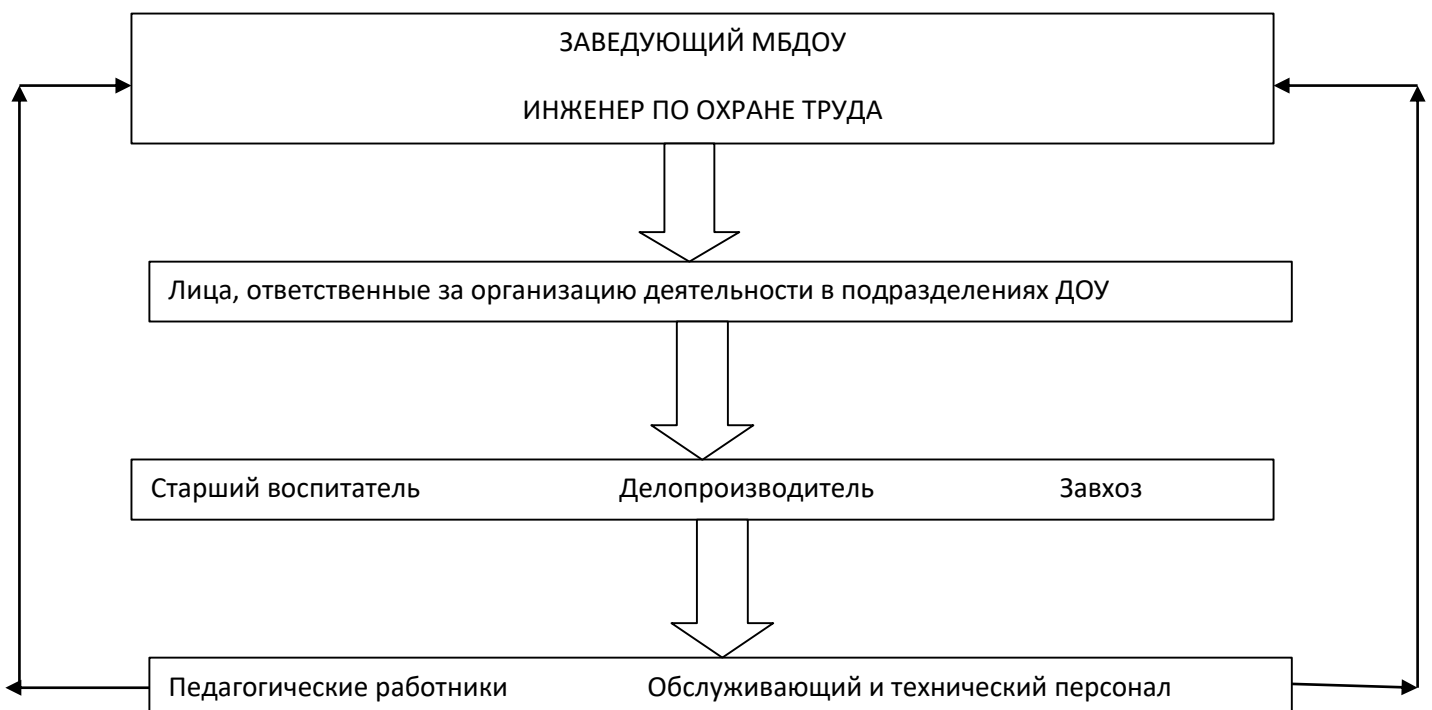 ЗАВЕДУЮЩИЙ МБДОУ
ИНЖЕНЕР ПО ОХРАНЕ ТРУДА
Лица, ответственные за организацию деятельности в подразделениях ДОУ
Старший воспитатель Делопроизводитель Завхоз
Педагогические работники Обслуживающий и технический персонал